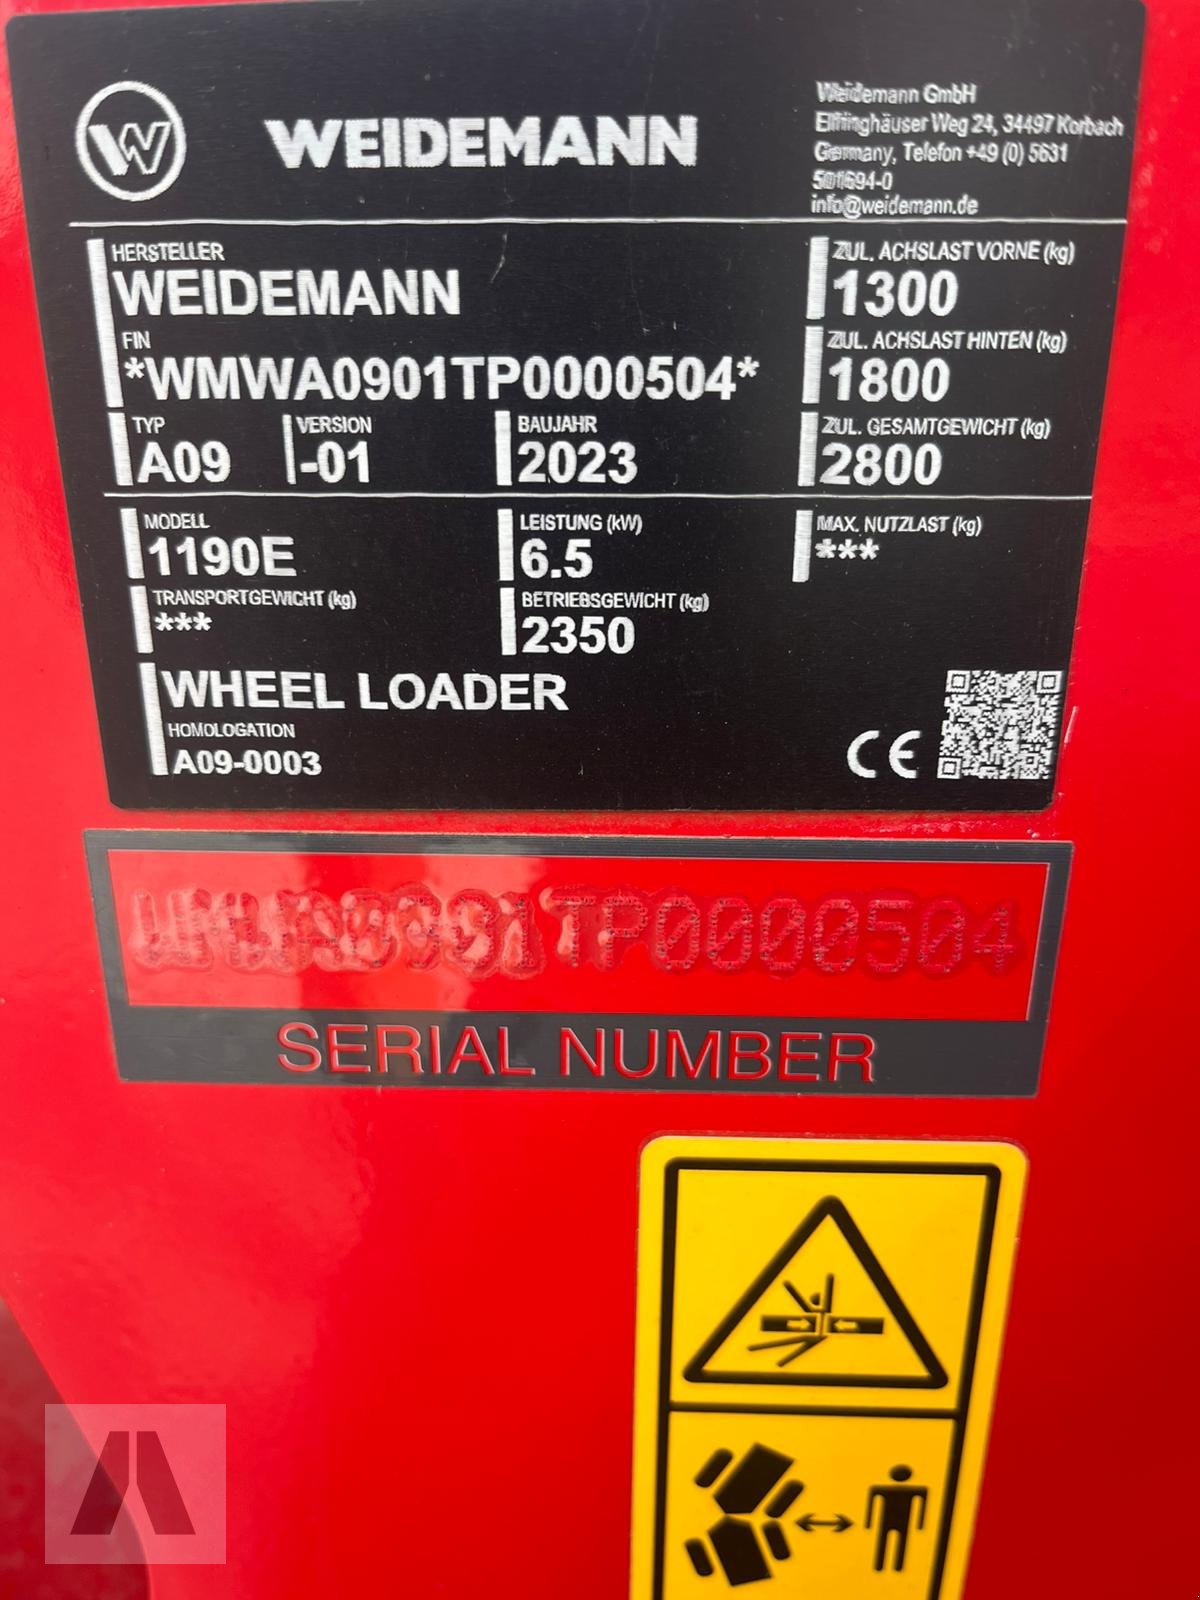 WEIDEMANN
Weidemann GmbH
Elfringhäuser Weg 24, 34497 Korbach
Germany, Telefon +49 (0) 5631
501694-0
info@weidemann.de
HERSTELLER
WEIDEMANN
FIN
*WMWA0901TP0000504*
TYP
A09
VERSION
-01
BAUJAHR
2023
ZUL. ACHSLAST VORNE (kg)
1300
ZUL. ACHSLAST HINTEN (kg)
1800
ZUL. GESAMTGEWICHT (kg)
2800
MODELL
1190E
LEISTUNG (kW)
6.5
MAX. NUTZLAST (kg)
***
TRANSPORTGEWICHT (kg)
***
BETRIEBSGEWICHT (kg)
2350
WHEEL LOADER
HOMOLOGATION
A09-0003
CE
WMWA0901TP0000504
SERIAL NUMBER